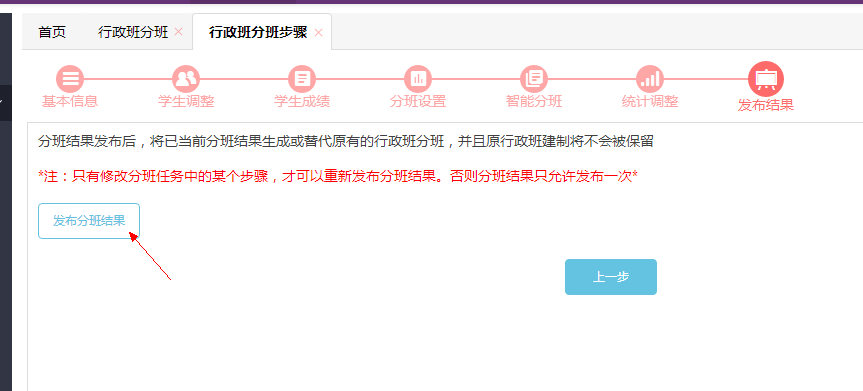 首页 行政班分班 行政班分班步骤
基本信息 学生调整 学生成绩 分班设置 智能分班 统计调整 发布结果
分班结果发布后，将已当前分班结果生成或替代原有的行政班分班，并且原行政班建制将不会被保留
*注：只有修改分班任务中的某个步骤，才可以重新发布分班结果。否则分班结果只允许发布一次*
发布分班结果
上一步